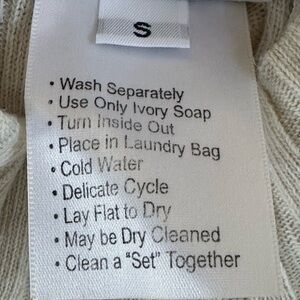 S
• Wash Separately
• Use Only Ivory Soap
• Turn Inside Out
• Place in Laundry Bag
• Cold Water
• Delicate Cycle
• Lay Flat to Dry
• May be Dry Cleaned
• Clean a "Set" Together